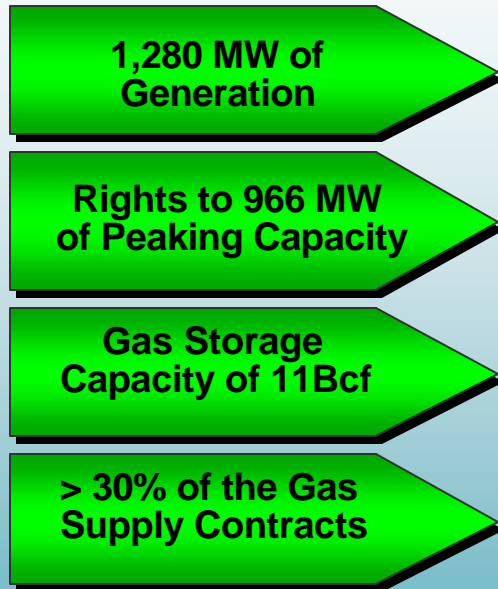 1,280 MW of
Generation
Rights to 966 MW
of Peaking Capacity
Gas Storage
Capacity of 11Bcf
> 30% of the Gas
Supply Contracts